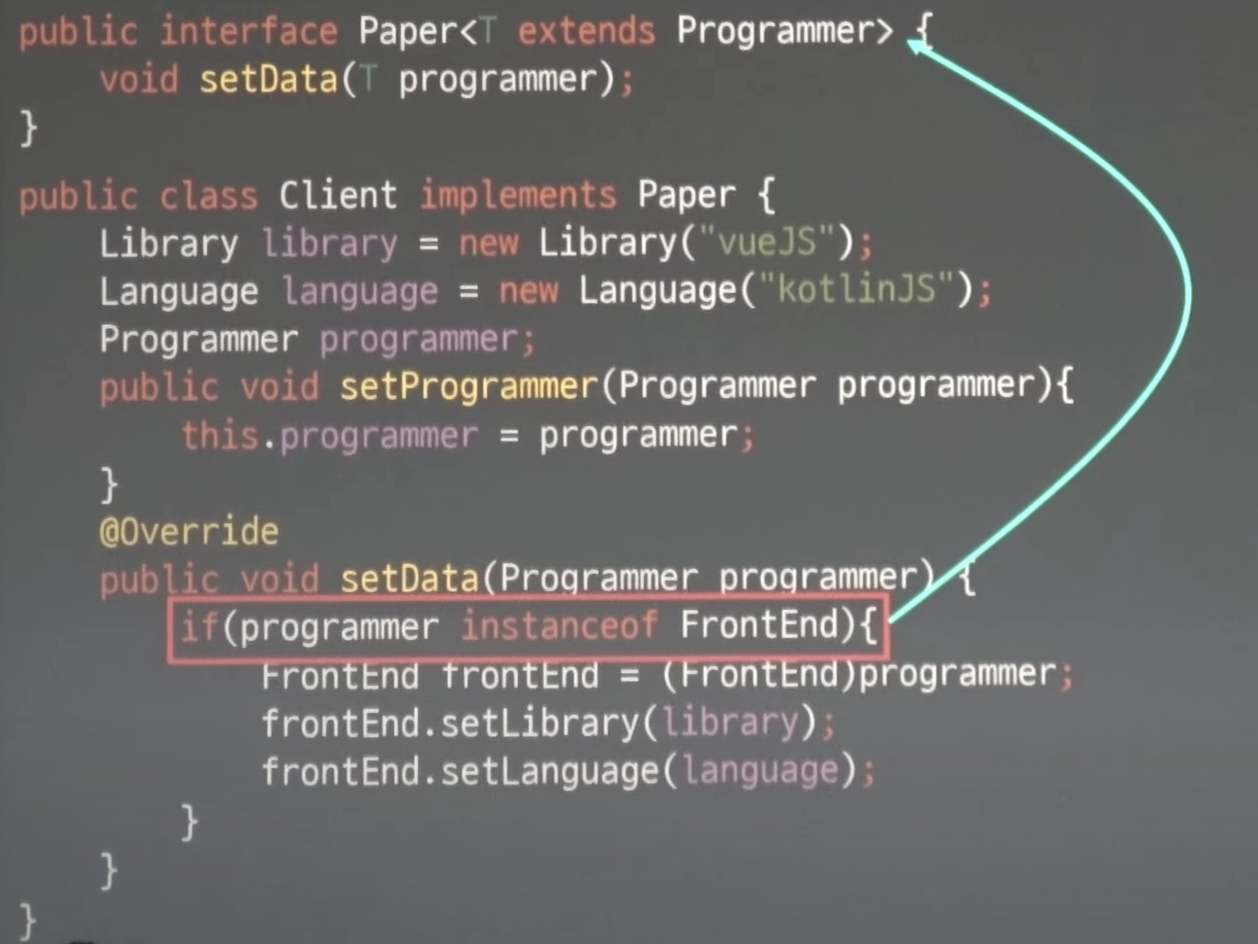 public interface Paper<T extends Programmer> {
    void setData(T programmer);
}
public class Client implements Paper {
    Library library = new Library("vueJS");
    Language language = new Language("kotlinJS");
    Programmer programmer;
    public void setProgrammer(Programmer programmer){
        this.programmer = programmer;
    }
    @Override
    public void setData(Programmer programmer) {
        if(programmer instanceof FrontEnd){
            FrontEnd frontEnd = (FrontEnd)programmer;
            frontEnd.setLibrary(library);
            frontEnd.setLanguage(language);
        }
    }
}